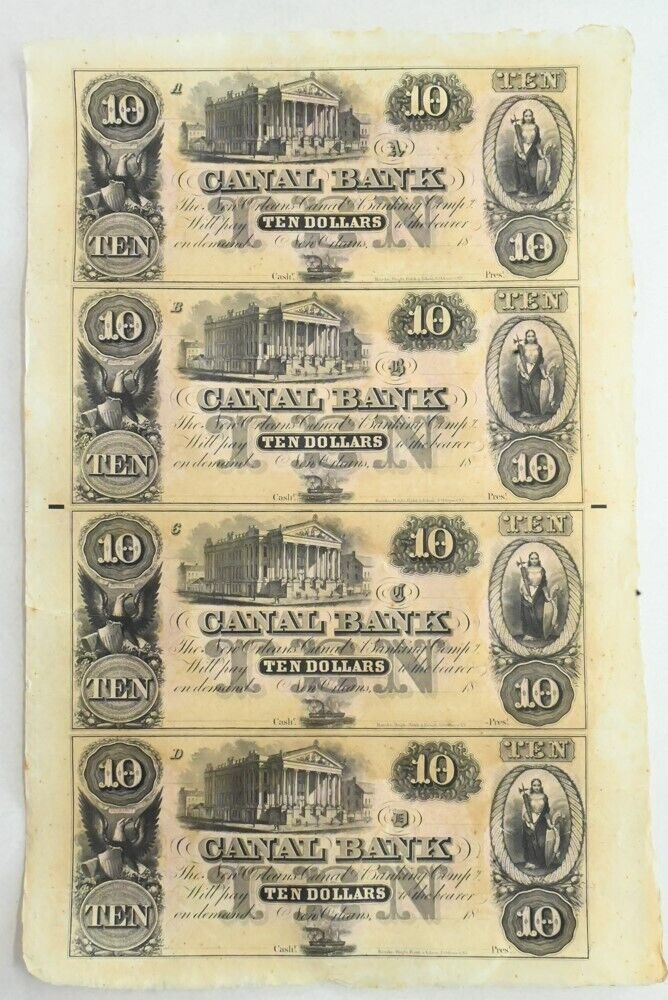 10 A 10 TEN
A
CANAL BANK
The New Orleans Canal & Banking Comp.y
TEN Will pay TEN DOLLARS to the bearer
on demand New Orleans, 18 10
TEN
Cash.r Pres.t
10 B 10 TEN
B
CANAL BANK
The New Orleans Canal & Banking Comp.y
TEN Will pay TEN DOLLARS to the bearer
on demand New Orleans, 18 10
TEN
Cash.r Pres.t
10 C 10 TEN
C
CANAL BANK
The New Orleans Canal & Banking Comp.y
TEN Will pay TEN DOLLARS to the bearer
on demand New Orleans, 18 10
TEN
Cash.r Pres.t
10 D 10 TEN
D
CANAL BANK
The New Orleans Canal & Banking Comp.y
TEN Will pay TEN DOLLARS to the bearer
on demand New Orleans, 18 10
TEN
Cash.r Pres.t